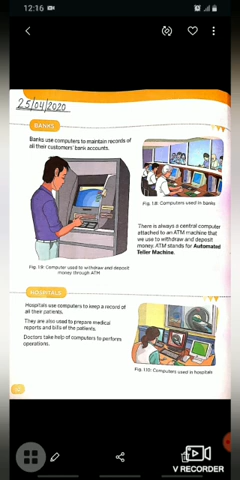 12:16
25/04/2020
BANKS
Banks use computers to maintain records of
all their customers' bank accounts.
Fig. 1.8: Computers used in banks
There is always a central computer
attached to an ATM machine that
we use to withdraw and deposit
money. ATM stands for Automated
Teller Machine.
Fig. 1.9: Computer used to withdraw and deposit
money through ATM
HOSPITALS
Hospitals use computers to keep a record of
all their patients.
They are also used to prepare medical
reports and bills of the patients.
Doctors take help of computers to perform
operations.
Fig. 1.10: Computers used in hospitals
V RECORDER